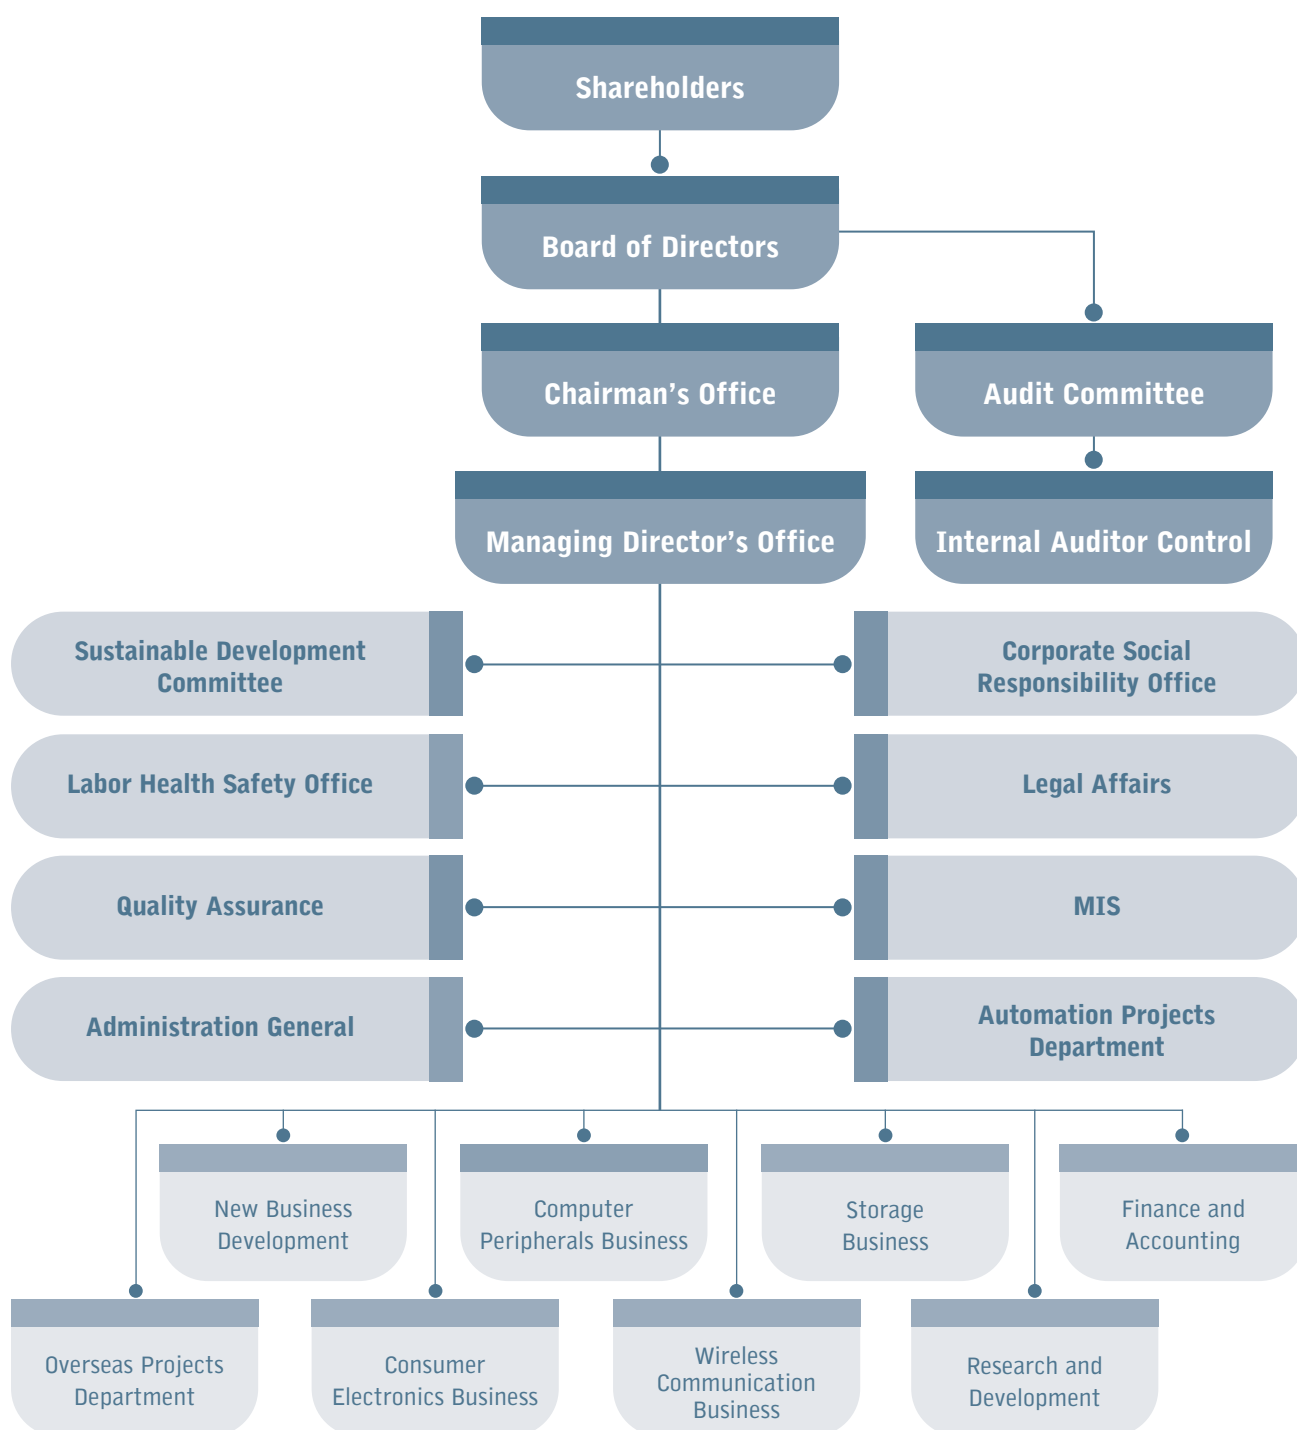 Shareholders
Board of Directors
Chairman’s Office
Audit Committee
Managing Director’s Office
Internal Auditor Control
Sustainable Development
Committee
Corporate Social
Responsibility Office
Labor Health Safety Office
Legal Affairs
Quality Assurance
MIS
Administration General
Automation Projects
Department
New Business
Development
Computer
Peripherals Business
Storage
Business
Finance and
Accounting
Overseas Projects
Department
Consumer
Electronics Business
Wireless
Communication
Business
Research and
Development